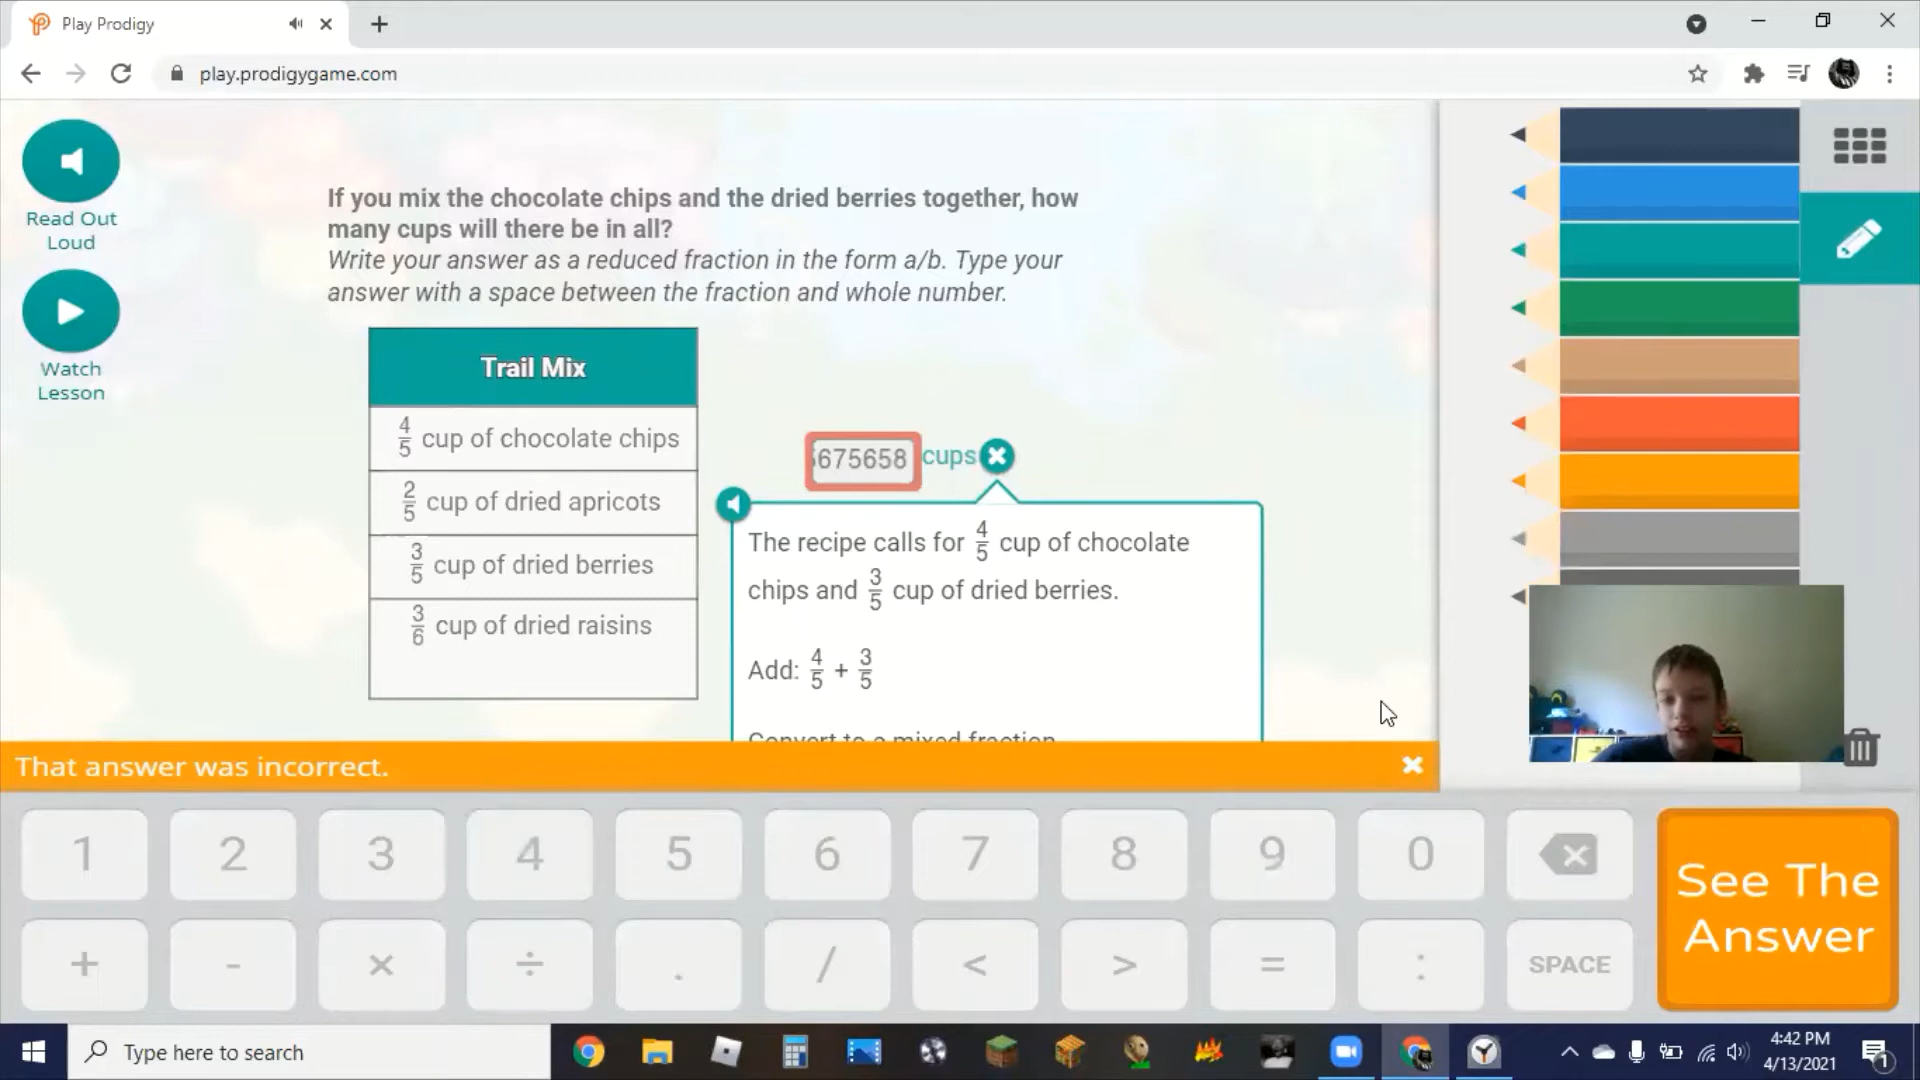 Play Prodigy
play.prodigygame.com
Read Out
Loud
Watch
Lesson
If you mix the chocolate chips and the dried berries together, how
many cups will there be in all?
Write your answer as a reduced fraction in the form a/b. Type your
answer with a space between the fraction and whole number.
Trail Mix
4/5 cup of chocolate chips
2/5 cup of dried apricots
3/5 cup of dried berries
3/6 cup of dried raisins
675658 cups
The recipe calls for 4/5 cup of chocolate
chips and 3/5 cup of dried berries.
Add: 4/5 + 3/5
Convert to a mixed fraction
That answer was incorrect.
1 2 3 4 5 6 7 8 9 0
+ - × ÷ . / < > = : SPACE
See The
Answer
Type here to search
4:42 PM
4/13/2021
1